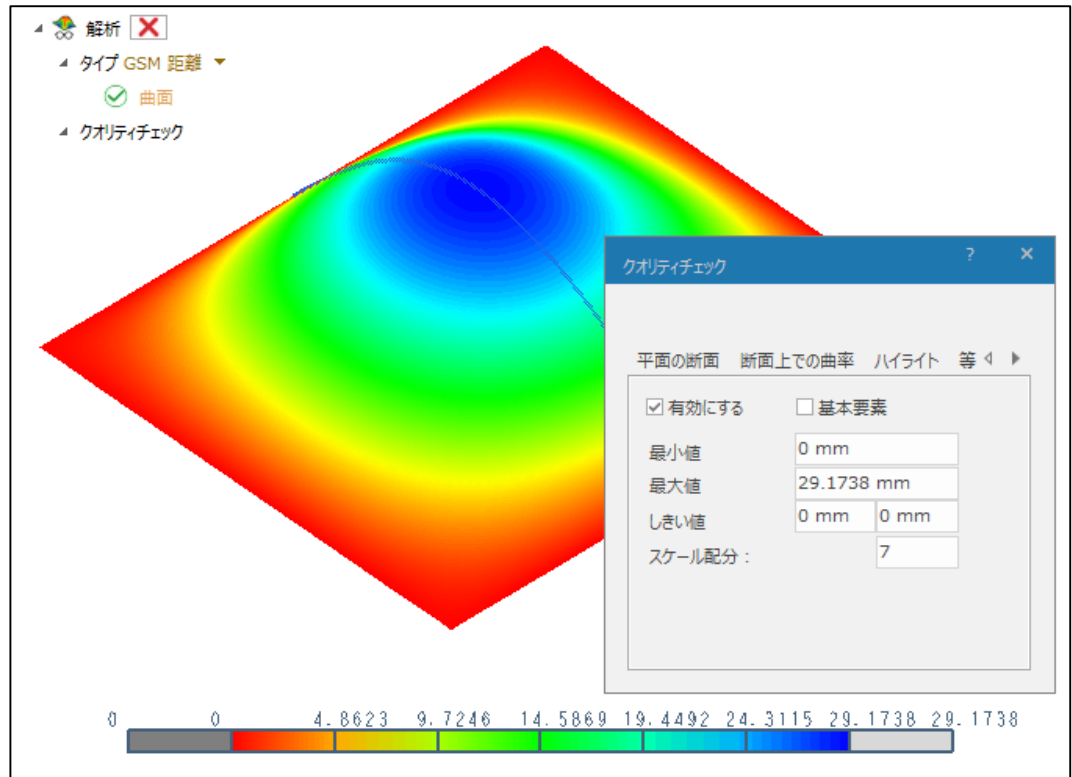 解析
タイプ GSM 距離
曲面
クオリティチェック
クオリティチェック ? ×
平面の断面 断面上での曲率 ハイライト 等
有効にする 基本要素
最小値 0 mm
最大値 29.1738 mm
しきい値 0 mm 0 mm
スケール配分： 7
0 0 4.8623 9.7246 14.5869 19.4492 24.3115 29.1738 29.1738